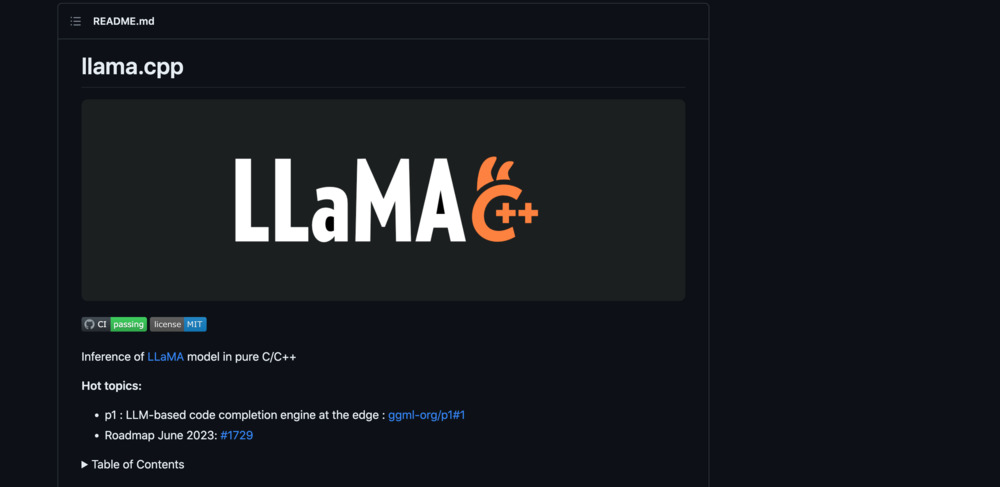 README.md
llama.cpp
LLaMA C++
CI passing license MIT
Inference of LLaMA model in pure C/C++
Hot topics:
• p1 : LLM-based code completion engine at the edge : ggml-org/p1#1
• Roadmap June 2023: #1729
Table of Contents